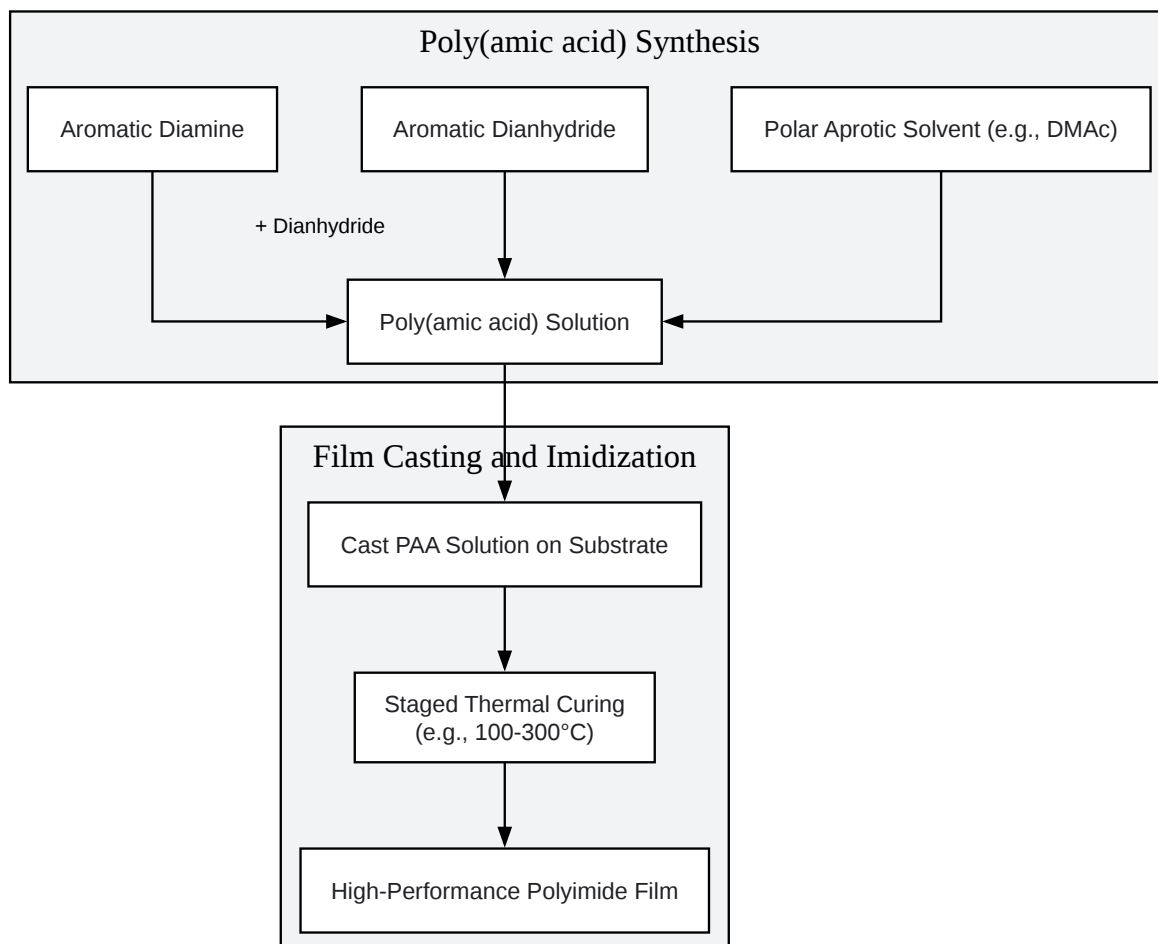 Poly(amic acid) Synthesis
Aromatic Diamine
Aromatic Dianhydride
Polar Aprotic Solvent (e.g., DMAc)
+ Dianhydride
Poly(amic acid) Solution
Film Casting and Imidization
Cast PAA Solution on Substrate
Staged Thermal Curing
(e.g., 100-300°C)
High-Performance Polyimide Film